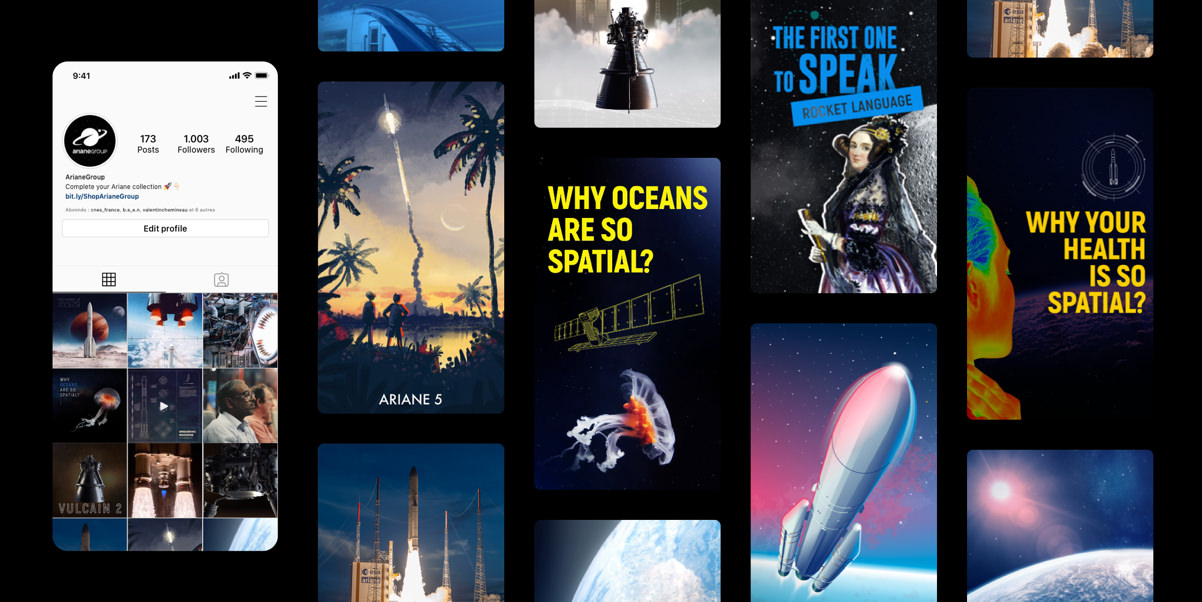 9:41
arianeGROUP
173
Posts
1.003
Followers
495
Following
ArianeGroup
Complete your Ariane collection 🚀👇🏻
bit.ly/ShopArianeGroup
Abonnés : cnes_france, b.a_e.n, valentinchemineau et 6 autres
Edit profile
WHY
OCEANS
ARE SO
SPATIAL?
VULCAIN 2
ARIANE 5
WHY OCEANS
ARE SO
SPATIAL?
THE FIRST ONE
TO SPEAK
ROCKET LANGUAGE
WHY YOUR
HEALTH
IS SO
SPATIAL?